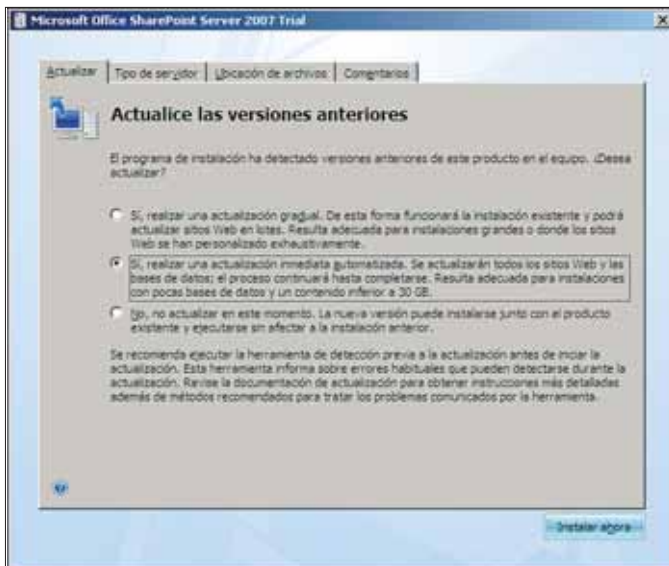 Microsoft Office SharePoint Server 2007 Trial
Actualizar
Tipo de servidor
Ubicación de archivos
Comentarios
Actualice las versiones anteriores
El programa de instalación ha detectado versiones anteriores de este producto en el equipo. ¿Desea
actualizar?
Sí, realizar una actualización gradual. De esta forma funcionará la instalación existente y podrá
actualizar sitios Web en lotes. Resulta adecuada para instalaciones grandes o donde los sitios
Web se han personalizado exhaustivamente.
Sí, realizar una actualización inmediata automatizada. Se actualizarán todos los sitios Web y las
bases de datos; el proceso continuará hasta completarse. Resulta adecuada para instalaciones
con pocas bases de datos y un contenido inferior a 30 GB.
No, no actualizar en este momento. La nueva versión puede instalarse junto con el producto
existente y ejecutarse sin afectar a la instalación anterior.
Se recomienda ejecutar la herramienta de detección previa a la actualización antes de iniciar la
actualización. Esta herramienta informa sobre errores habituales que pueden detectarse durante la
actualización. Revise la documentación de actualización para obtener instrucciones más detalladas
además de métodos recomendados para tratar los problemas comunicados por la herramienta.
Instalar ahora